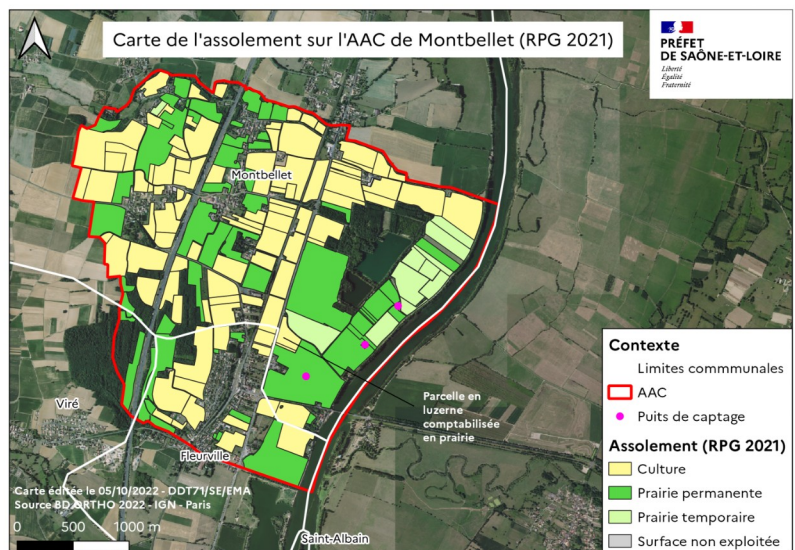 Carte de l'assolement sur l'AAC de Montbellet (RPG 2021)
PRÉFET
DE SAÔNE-ET-LOIRE
Liberté
Égalité
Fraternité
Montbellet
Parcelle en
luzerne
comptabilisée
en prairie
Viré
Fleurville
Saint-Albain
Carte éditée le 05/10/2022 - DDT71/SE/EMA
Source BD ORTHO 2022 - IGN - Paris
0 500 1000 m
Contexte
Limites commmunales
AAC
Puits de captage
Assolement (RPG 2021)
Culture
Prairie permanente
Prairie temporaire
Surface non exploitée